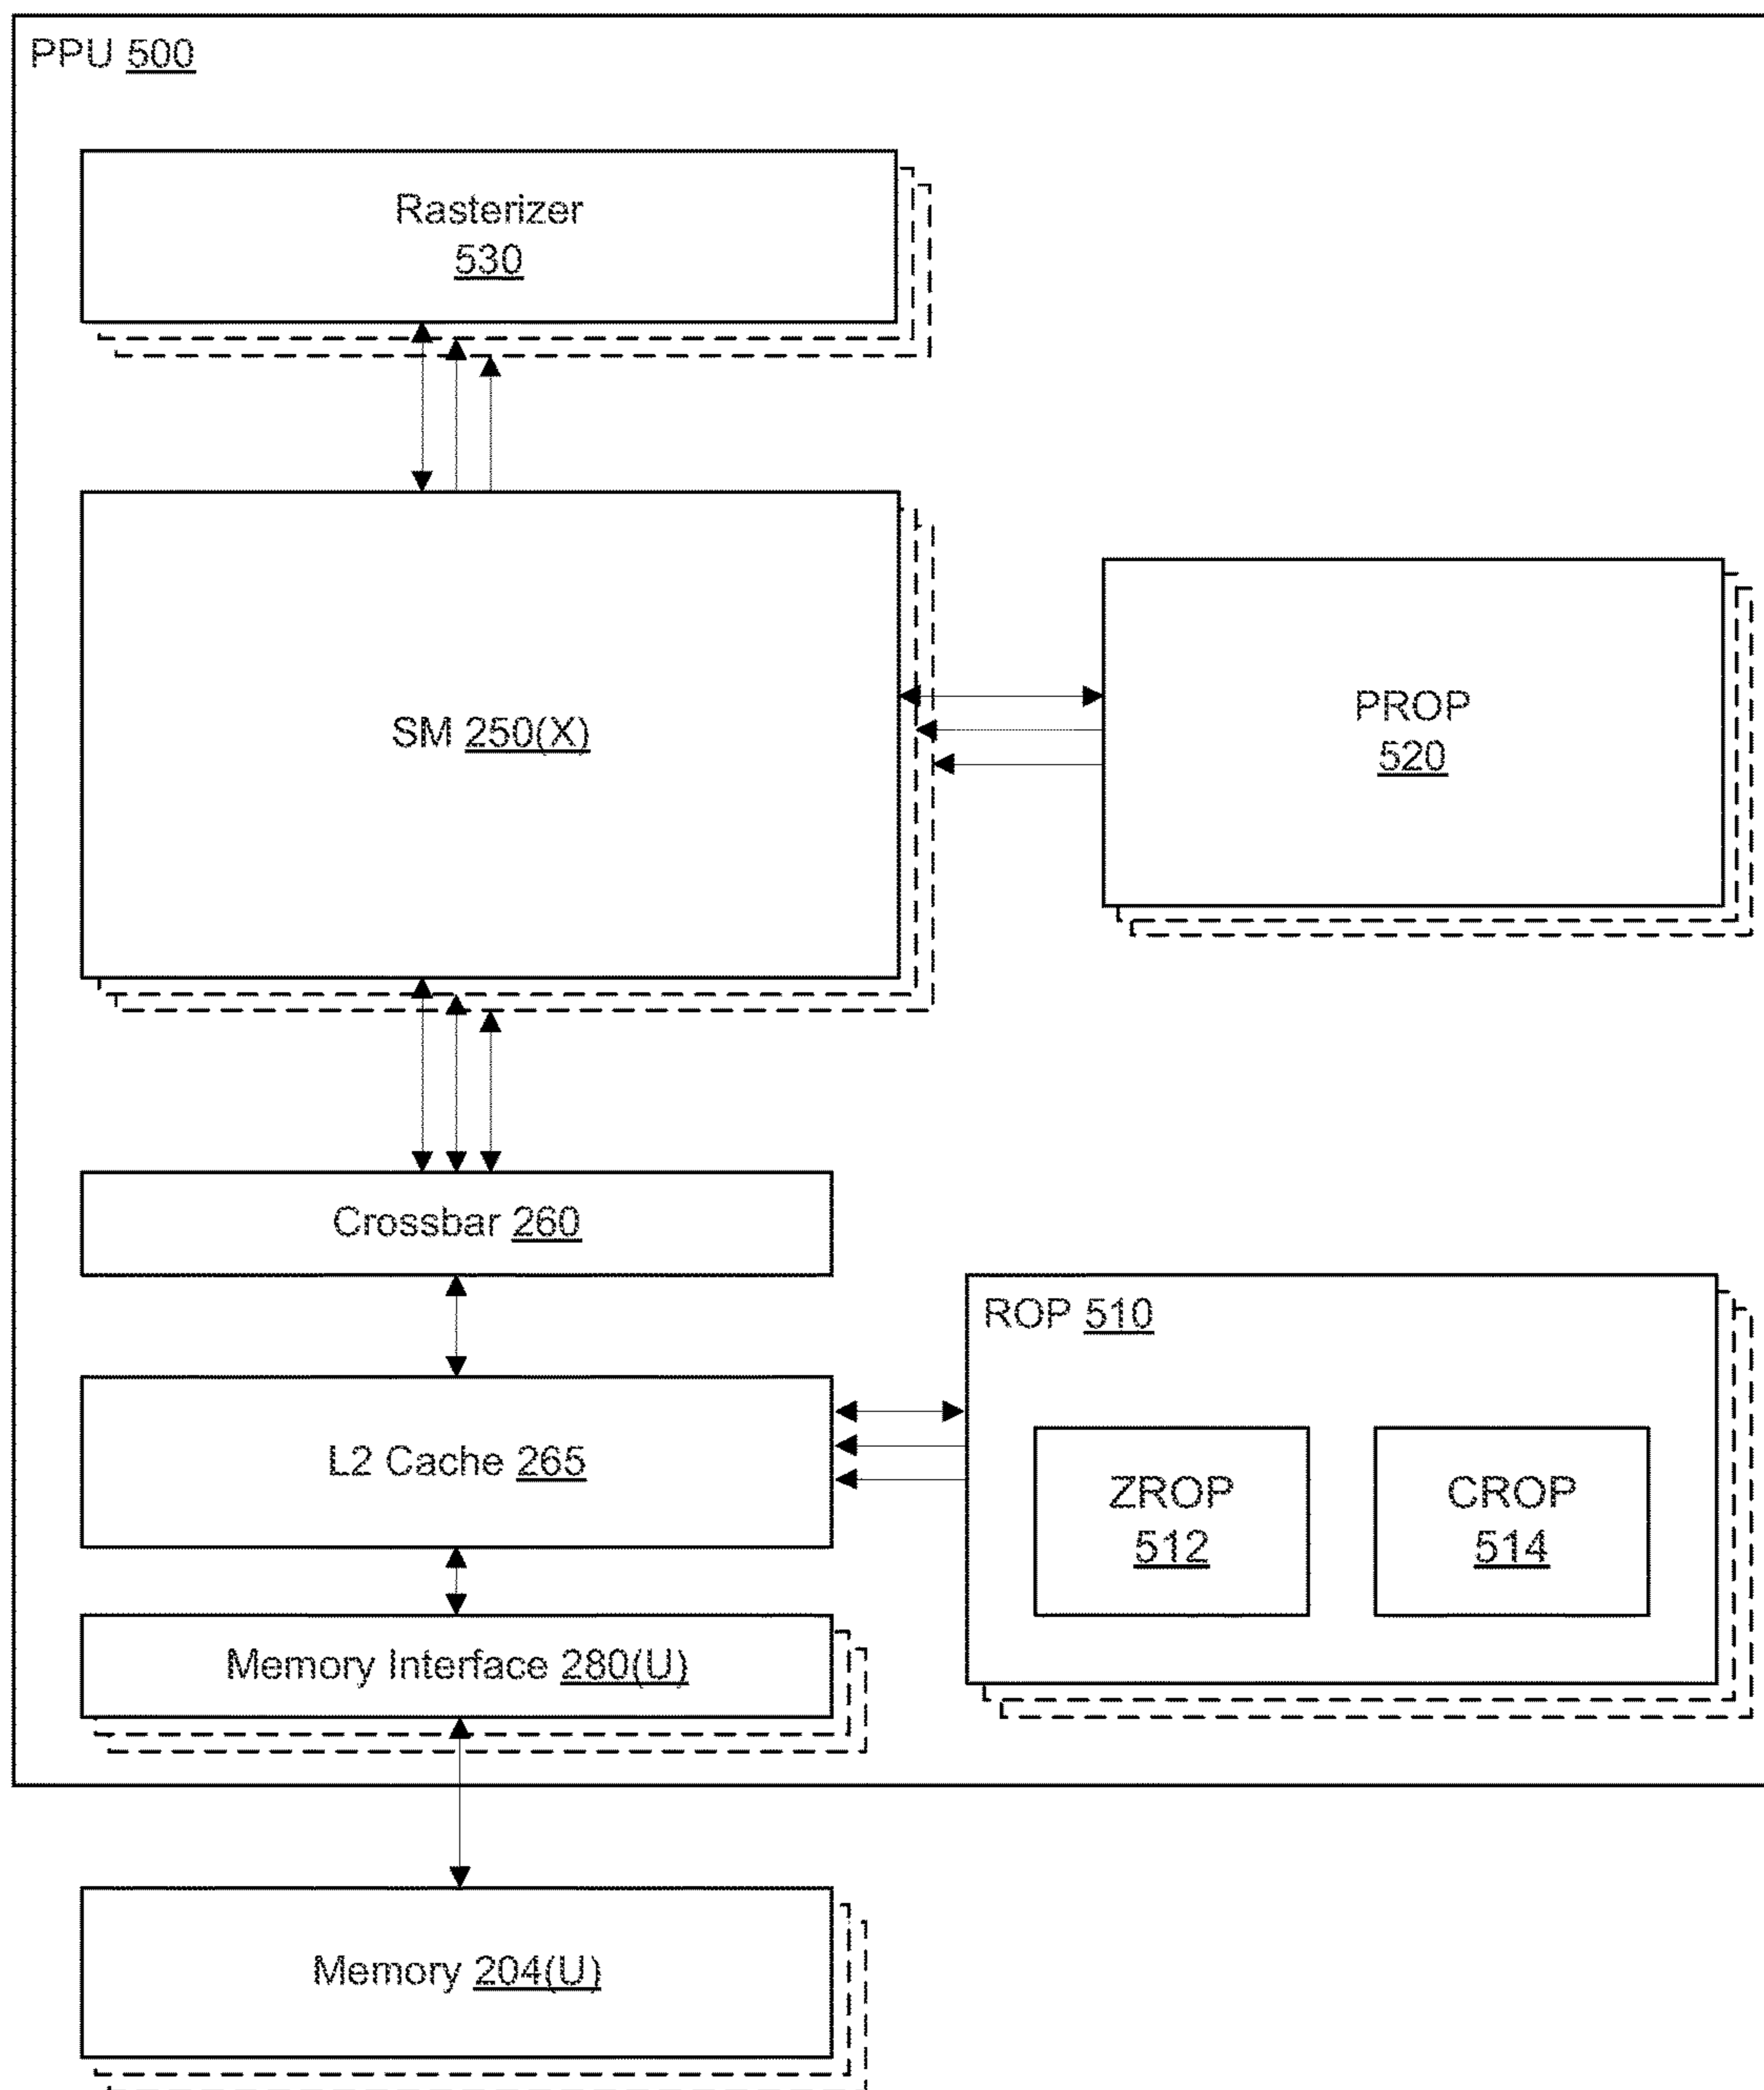 PPU 500
Rasterizer
530
SM 250(X)
PROP
520
Crossbar 260
ROP 510
L2 Cache 265
ZROP
512
CROP
514
Memory Interface 280(U)
Memory 204(U)